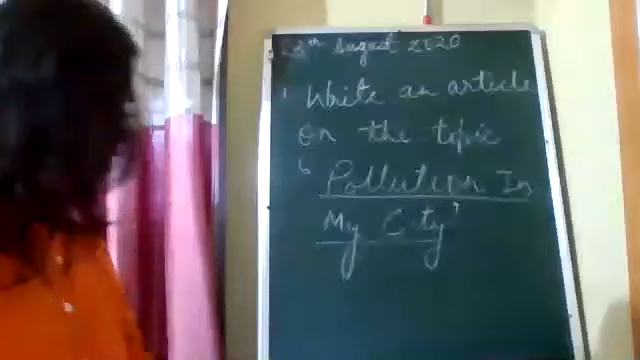 August 2020
Write an article
on the topic
'Pollution In
My City'